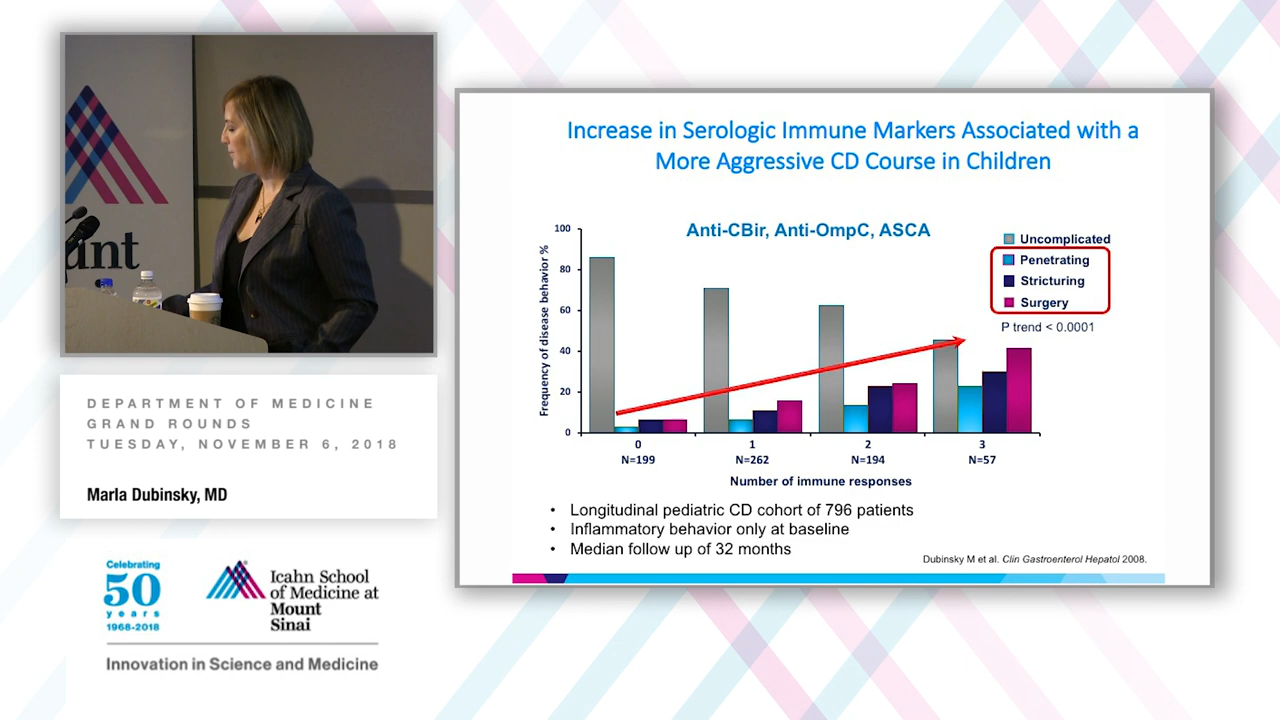 ant
DEPARTMENT OF MEDICINE
GRAND ROUNDS
TUESDAY, NOVEMBER 6, 2018
Marla Dubinsky, MD
Celebrating
50
years
1968-2018
Icahn School
of Medicine at
Mount
Sinai
Innovation in Science and Medicine
Increase in Serologic Immune Markers Associated with a
More Aggressive CD Course in Children
Anti-CBir, Anti-OmpC, ASCA
Frequency of disease behavior %
100
80
60
40
20
0
Uncomplicated
Penetrating
Stricturing
Surgery
P trend < 0.0001
0 1 2 3
N=199 N=262 N=194 N=57
Number of immune responses
• Longitudinal pediatric CD cohort of 796 patients
• Inflammatory behavior only at baseline
• Median follow up of 32 months
Dubinsky M et al. Clin Gastroenterol Hepatol 2008.